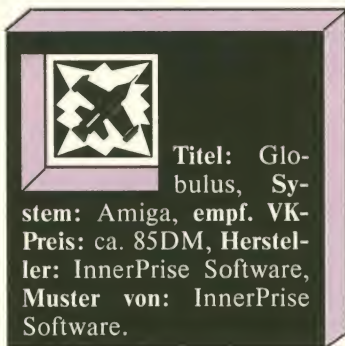 Titel: Glo-
bulus, Sy-
stem: Amiga, empf. VK-
Preis: ca. 85DM, Herstel-
ler: InnerPrise Software,
Muster von: InnerPrise
Software.